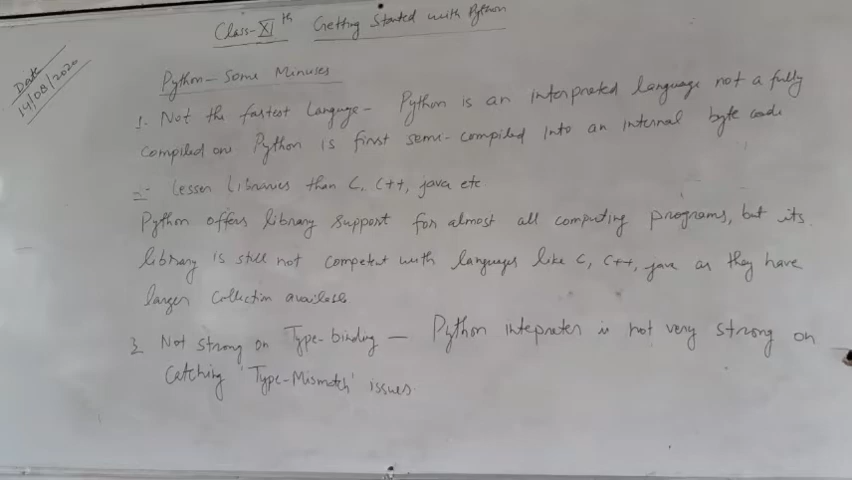 Class-XIth Getting Started with Python
Date
14/08/2020
Python - Some Minuses
1. Not the fastest Languge - Python is an interpreted language not a fully
compiled one Python is first semi-compiled into an internal byte code
2:- Lesser Libraries than C, C++, java etc
Python offers library support for almost all computing programs, but its
library is still not competent with languages like C, C++, java as they have
larger collection available
3 Not strong on Type-binding - Python intepreter is not very strong on
catching 'Type-Mismatch' issues.